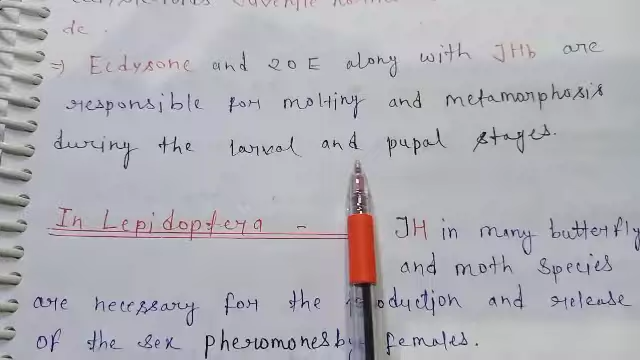 de.
⇒ Ecdysone and 20E along with JHb are
responsible for molting and metamorphosis
during the larval and pupal stages.
In Lepidoptera - JH in many butterfly
and moth species
are necessary for the production and release
of the sex pheromones by females.